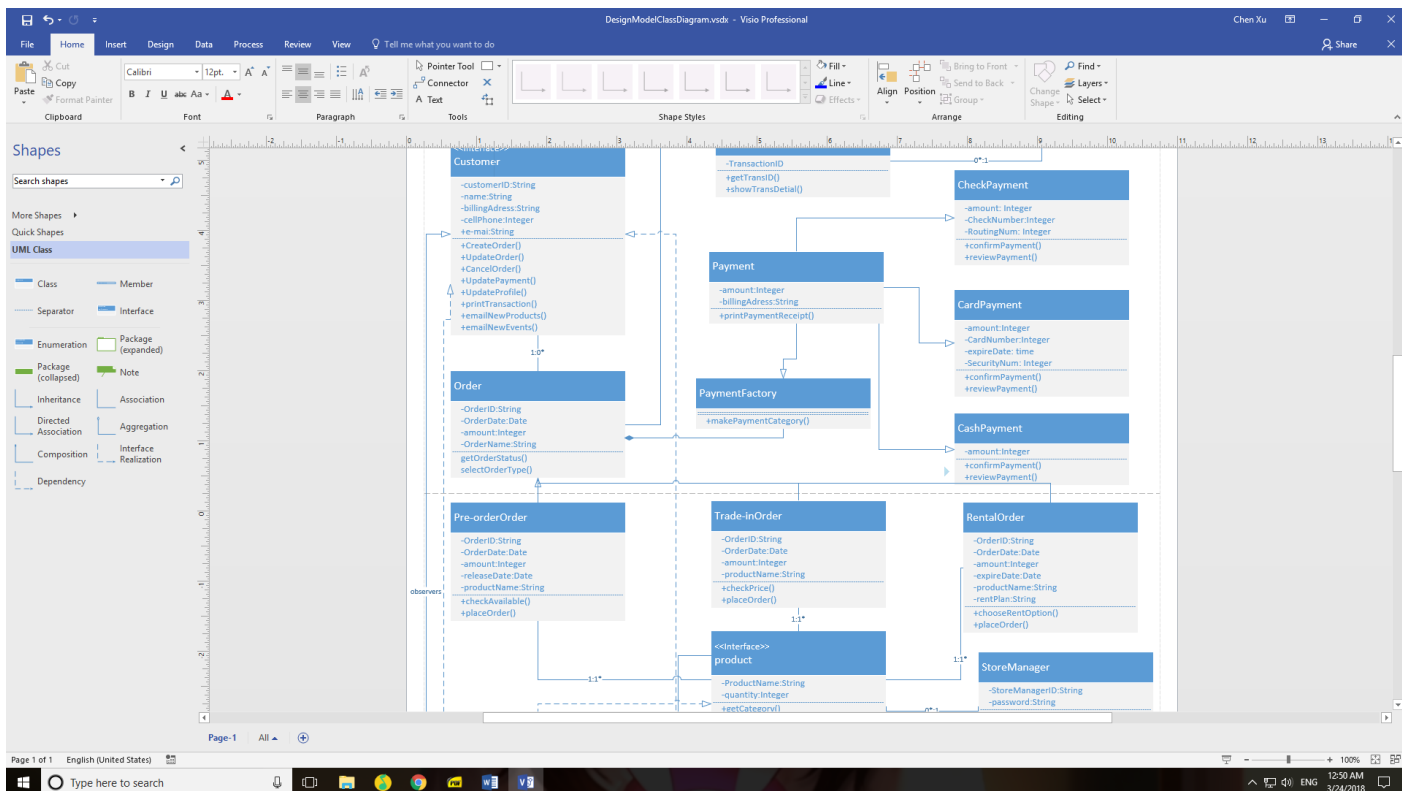 DesignModelClassDiagram.vsdx - Visio Professional
Chen Xu
File Home Insert Design Data Process Review View Tell me what you want to do
Share
Paste
Cut
Copy
Format Painter
Clipboard
Calibri 12pt.
B I U abc Aa A
Font
Paragraph
Pointer Tool
Connector
A Text
Tools
Shape Styles
Fill
Line
Effects
Align Position
Bring to Front
Send to Back
Group
Arrange
Change Shape
Find
Layers
Select
Editing
Shapes
Search shapes
More Shapes
Quick Shapes
UML Class
Class Member
Separator Interface
Enumeration Package (expanded)
Package (collapsed) Note
Inheritance Association
Directed Association Aggregation
Composition Interface Realization
Dependency
<<Interface>>
Customer
-customerID:String
-name:String
-billingAdress:String
-cellPhone:Integer
+e-mai:String
+CreateOrder()
+UpdateOrder()
+CancelOrder()
+UpdatePayment()
+UpdateProfile()
+printTransaction()
+emailNewProducts()
+emailNewEvents()
1:0*
-TransactionID
+getTransID()
+showTransDetial()
0*:1
CheckPayment
-amount: Integer
-CheckNumber:Integer
-RoutingNum: Integer
+confirmPayment()
+reviewPayment()
Payment
-amount:Integer
-billingAdress:String
+printPaymentReceipt()
CardPayment
-amount:Integer
-CardNumber:Integer
-expireDate: time
-SecurityNum: Integer
+confirmPayment()
+reviewPayment()
Order
-OrderID:String
-OrderDate:Date
-amount:Integer
-OrderName:String
getOrderStatus()
selectOrderType()
PaymentFactory
+makePaymentCategory()
CashPayment
-amount:Integer
+confirmPayment()
+reviewPayment()
Pre-orderOrder
-OrderID:String
-OrderDate:Date
-amount:Integer
-releaseDate:Date
-productName:String
+checkAvailable()
+placeOrder()
observers
Trade-inOrder
-OrderID:String
-OrderDate:Date
-amount:Integer
-productName:String
+checkPrice()
+placeOrder()
1:1*
RentalOrder
-OrderID:String
-OrderDate:Date
-amount:Integer
-expireDate:Date
-productName:String
-rentPlan:String
+chooseRentOption()
+placeOrder()
1:1*
1:1*
<<Interface>>
product
-ProductName:String
-quantity:Integer
+getCategory()
0*:1
StoreManager
-StoreManagerID:String
-password:String
Page-1 All
Page 1 of 1 English (United States)
100%
Type here to search
ENG
12:50 AM
3/24/2018